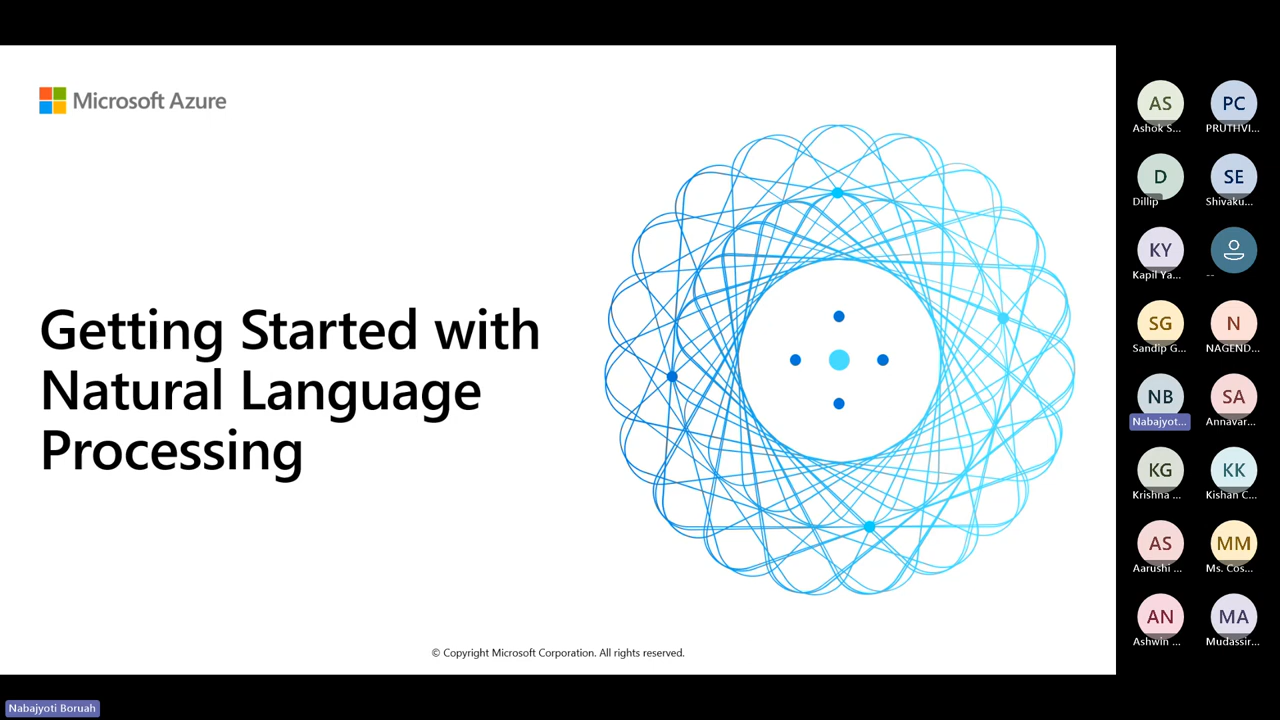 Microsoft Azure
Getting Started with
Natural Language
Processing
© Copyright Microsoft Corporation. All rights reserved.
AS
Ashok S...
PC
PRUTHVI...
D
Dillip
SE
Shivaku...
KY
Kapil Ya...
--
SG
Sandip G...
N
NAGEND...
NB
Nabajyot...
SA
Annavar...
KG
Krishna ...
KK
Kishan C...
AS
Aarushi ...
MM
Ms. Cos...
AN
Ashwin ...
MA
Mudassir...
Nabajyoti Boruah